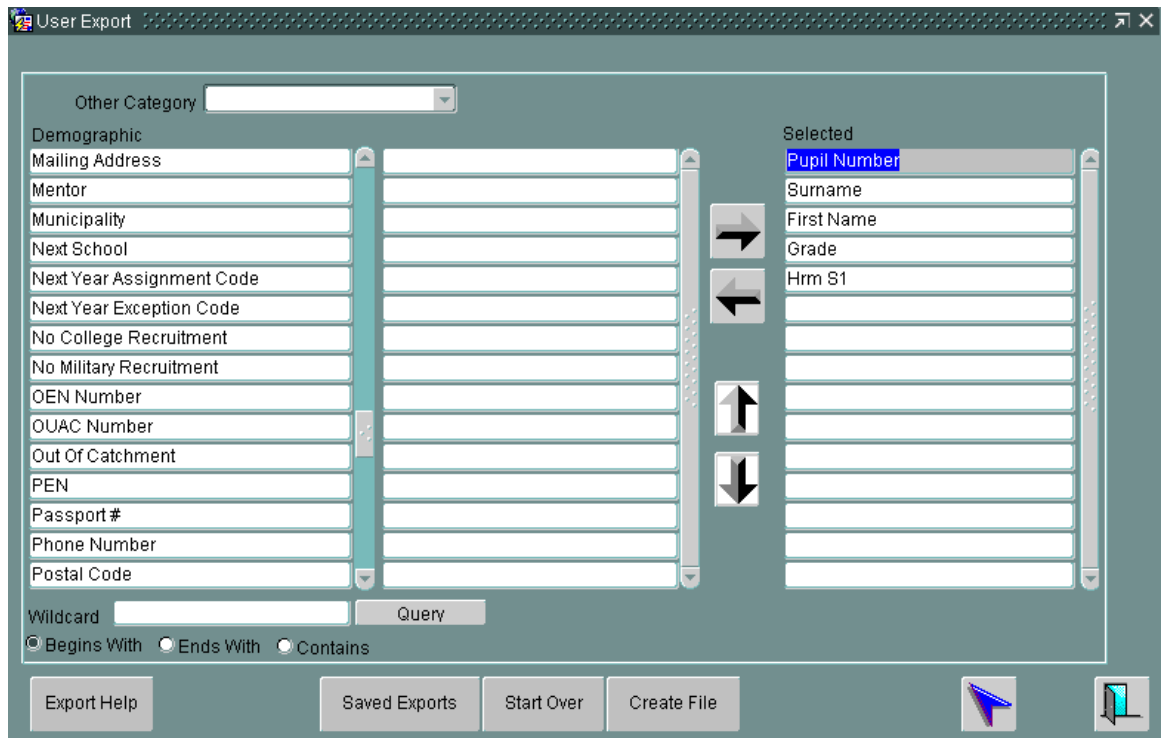 User Export
Other Category
Demographic
Selected
Mailing Address
Mentor
Municipality
Next School
Next Year Assignment Code
Next Year Exception Code
No College Recruitment
No Military Recruitment
OEN Number
OUAC Number
Out Of Catchment
PEN
Passport #
Phone Number
Postal Code
Pupil Number
Surname
First Name
Grade
Hrm S1
Wildcard
Query
Begins With Ends With Contains
Export Help Saved Exports Start Over Create File